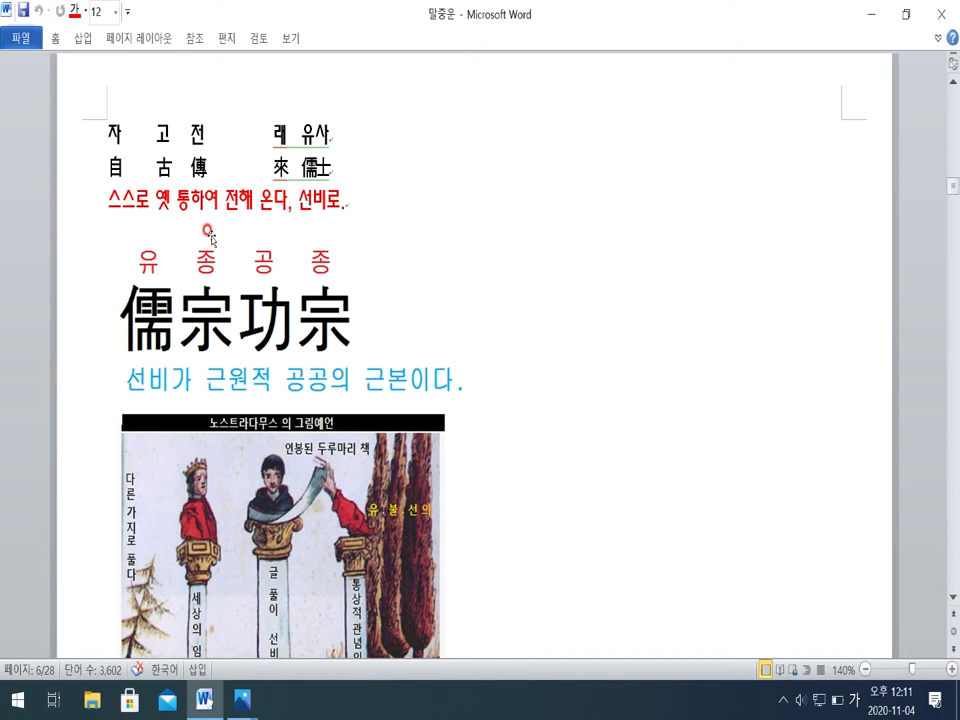 가 12
말중운 - Microsoft Word
파일 홈 삽입 페이지 레이아웃 참조 편지 검토 보기
자 고 전 래 유사
自 古 傳 來 儒士
스스로 옛 통하여 전해 온다, 선비로.
유 종 공 종
儒宗功宗
선비가 근원적 공공의 근본이다.
노스트라다무스 의 그림예언
연봉된 두루마리 책
다른 가지로 풀다
유.불.선의
세상의 임
글 풀이 선비
통상적관념의
페이지: 6/28 단어 수: 3,602 한국어 삽입 140%
가 오후 12:11
2020-11-04